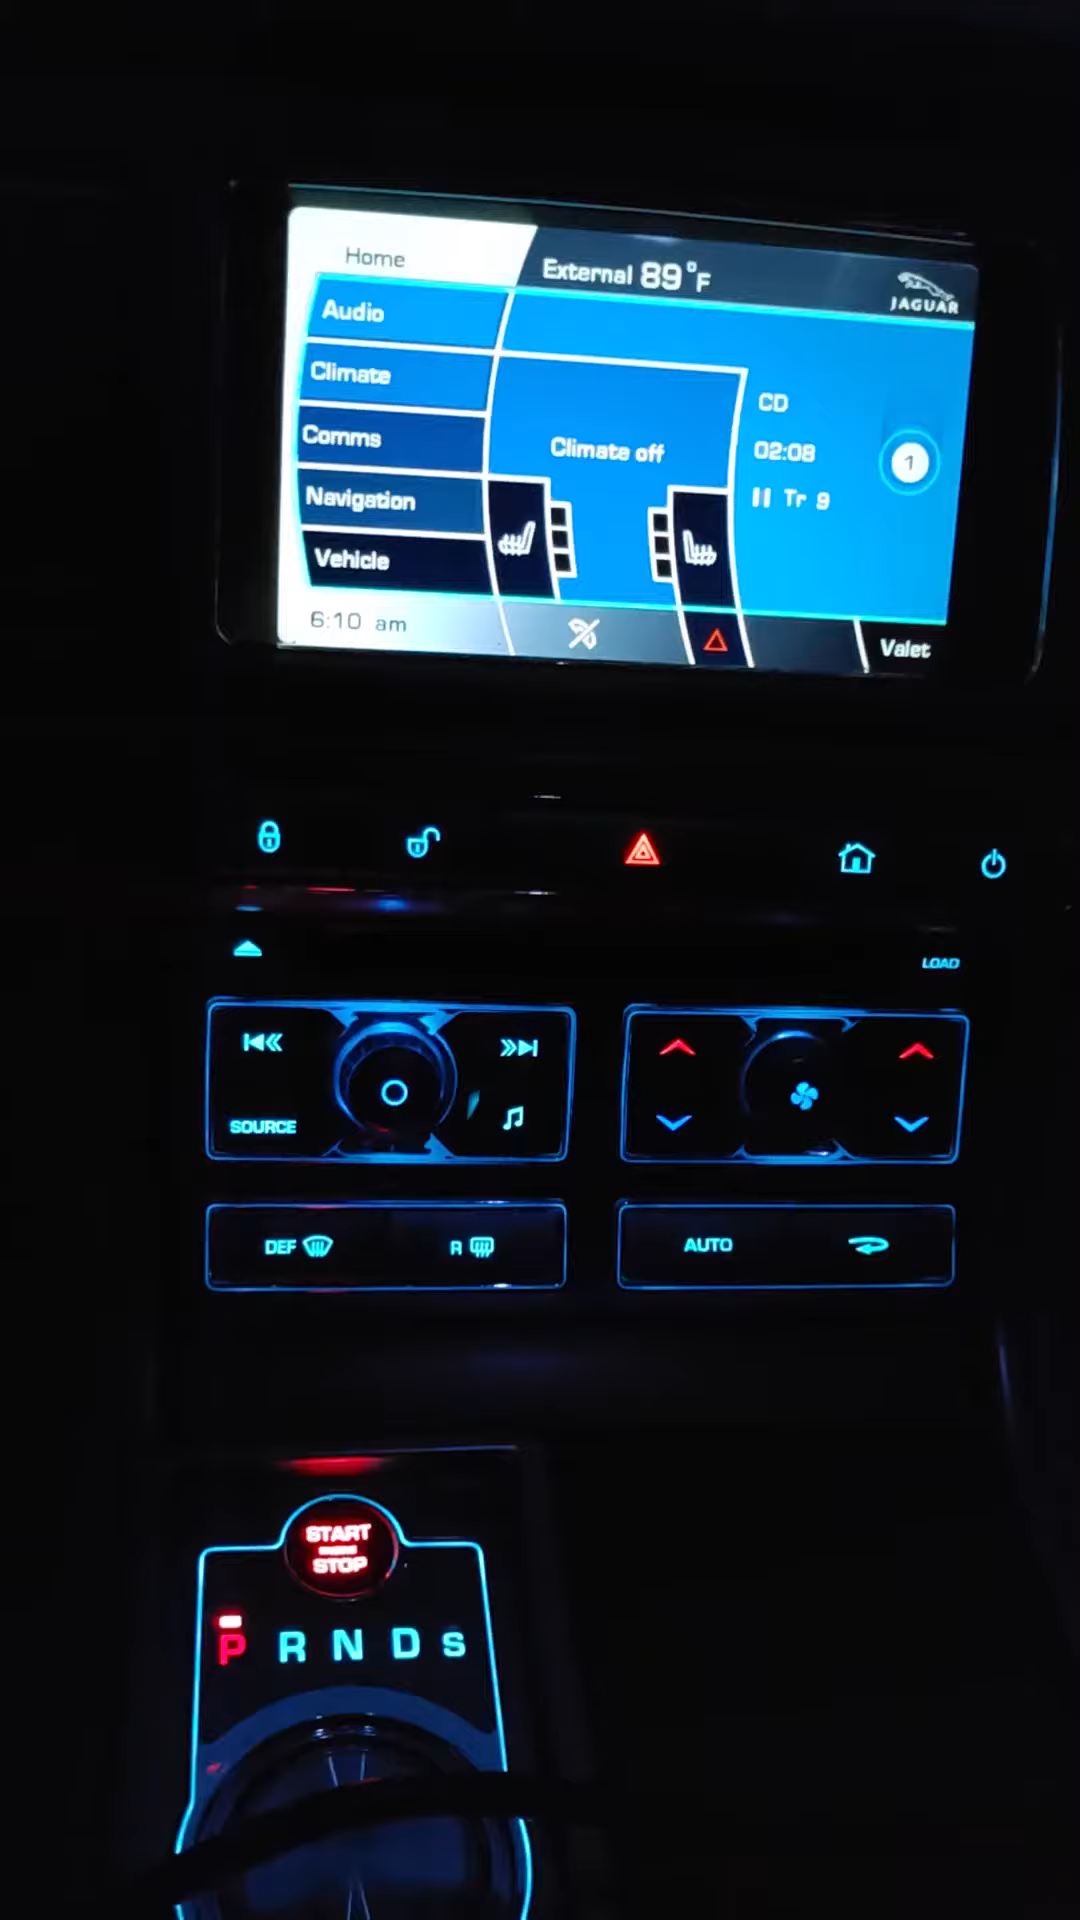 Home
External 89°F
JAGUAR
Audio
Climate
Comms
Navigation
Vehicle
Climate off
CD
02:08
Tr 9
1
6:10 am
Valet
LOAD
SOURCE
DEF
R
AUTO
START
STOP
P R N D S